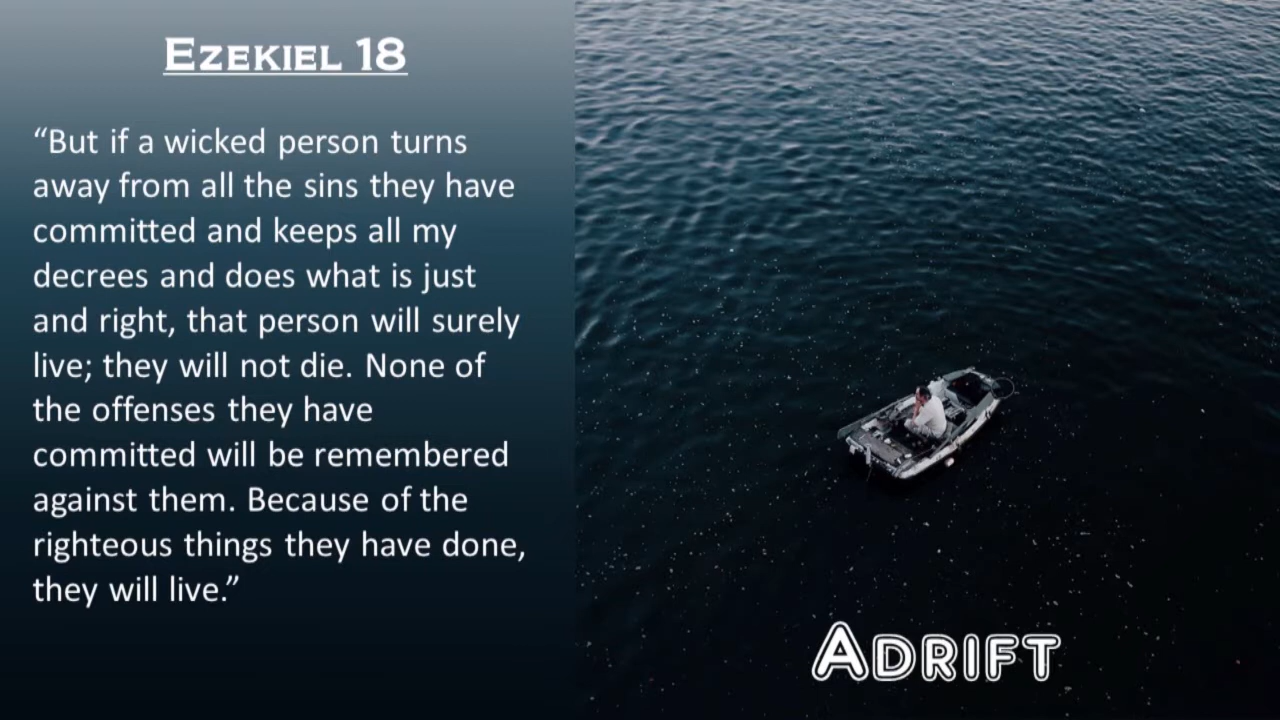 EZEKIEL 18
“But if a wicked person turns
away from all the sins they have
committed and keeps all my
decrees and does what is just
and right, that person will surely
live; they will not die. None of
the offenses they have
committed will be remembered
against them. Because of the
righteous things they have done,
they will live.”
ADRIFT